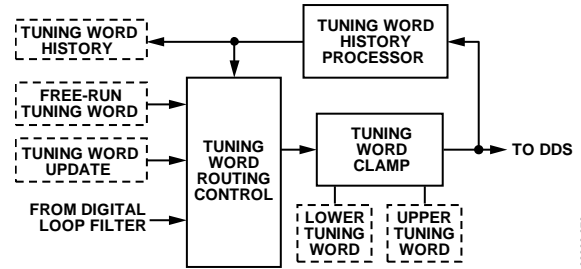 TUNING WORD
HISTORY
TUNING WORD
HISTORY
PROCESSOR
FREE-RUN
TUNING WORD
TUNING WORD
UPDATE
FROM DIGITAL
LOOP FILTER
TUNING
WORD
ROUTING
CONTROL
TUNING
WORD
CLAMP
TO DDS
LOWER
TUNING
WORD
UPPER
TUNING
WORD